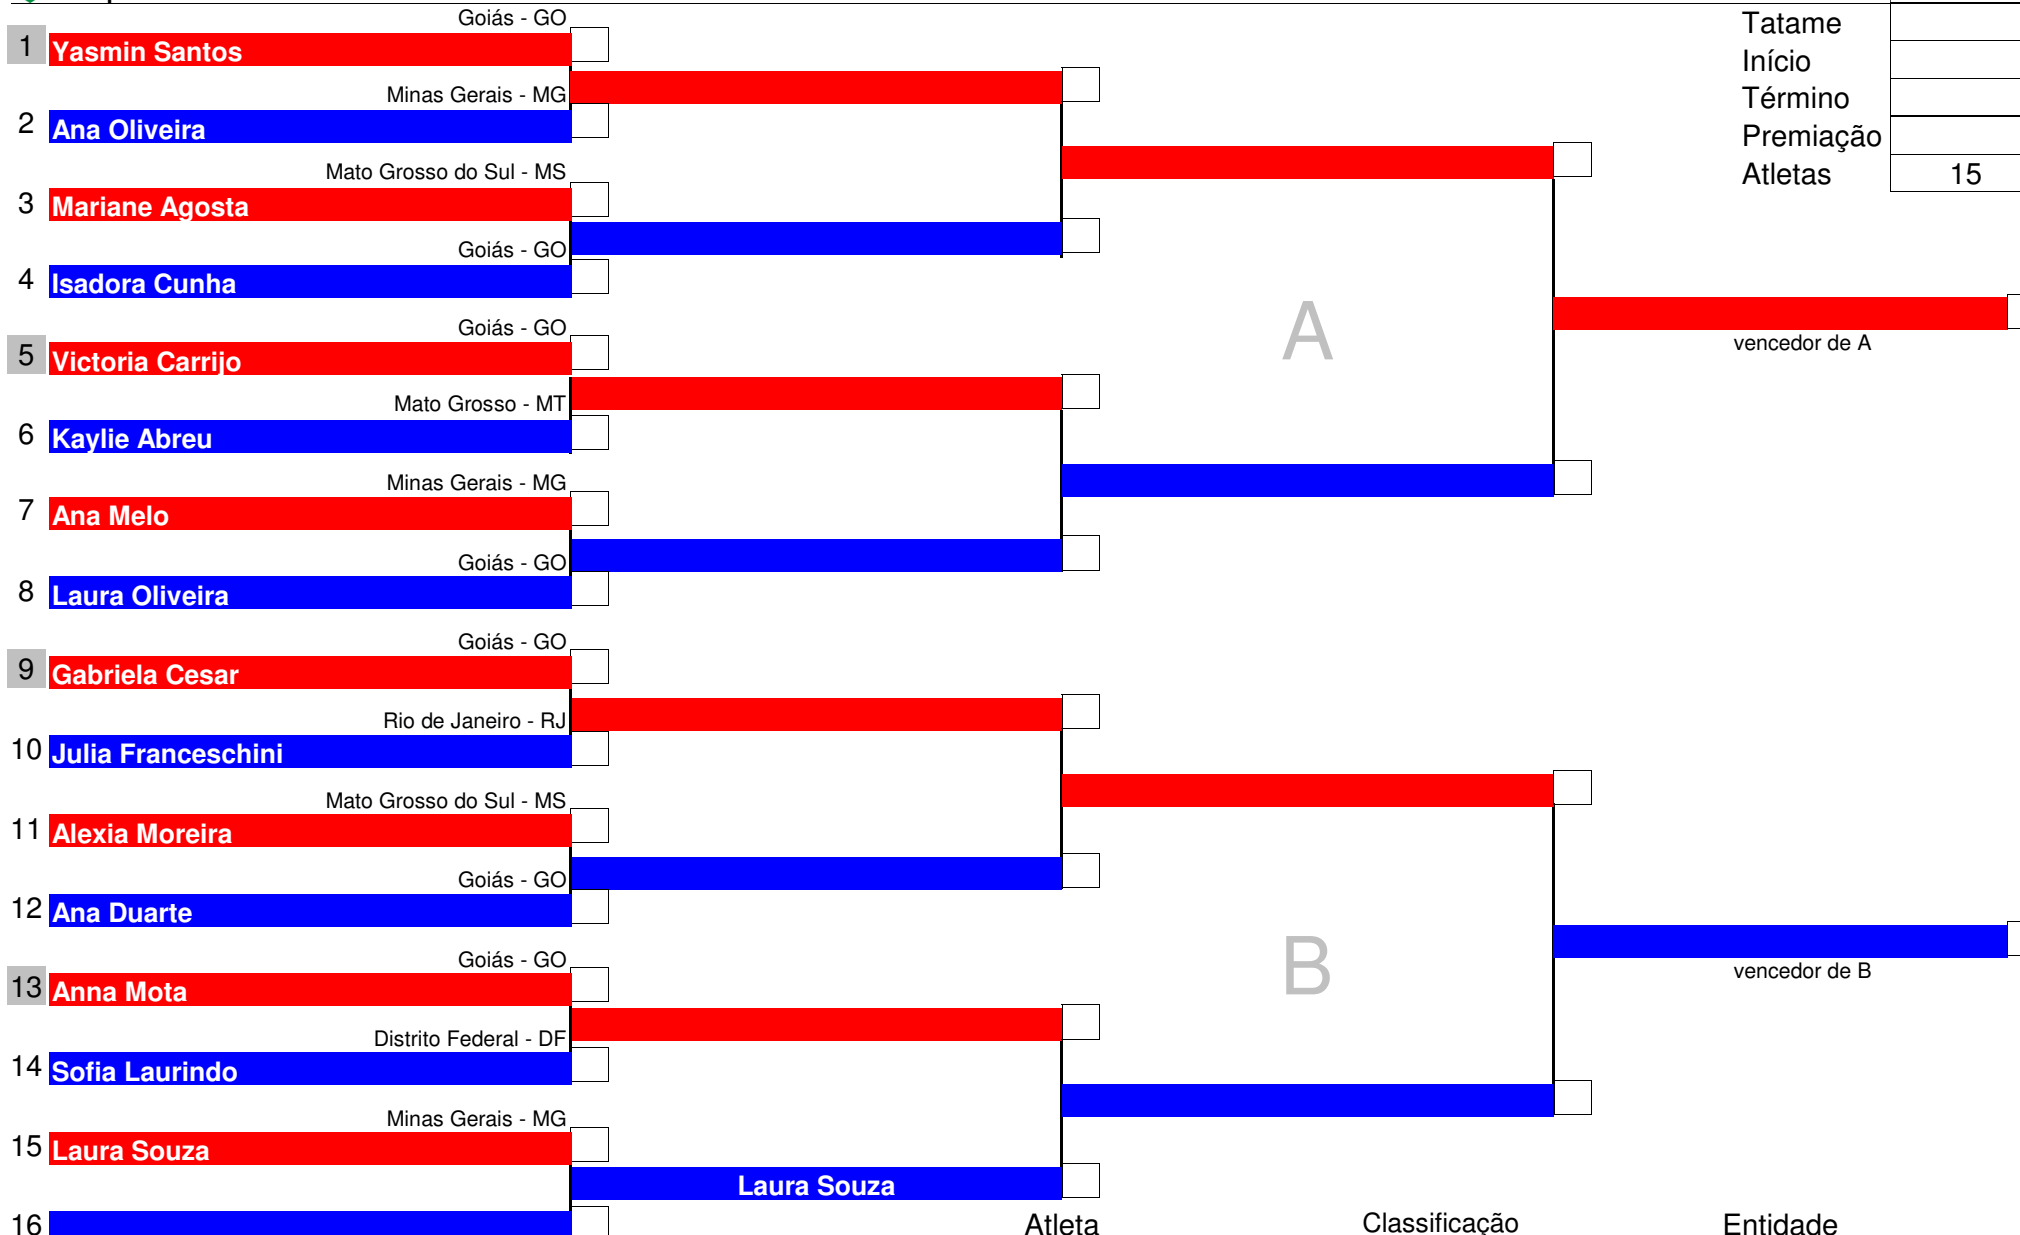 Goiás - GO
1 Yasmin Santos
Minas Gerais - MG
2 Ana Oliveira
Mato Grosso do Sul - MS
3 Mariane Agosta
Goiás - GO
4 Isadora Cunha
Goiás - GO
5 Victoria Carrijo
Mato Grosso - MT
6 Kaylie Abreu
Minas Gerais - MG
7 Ana Melo
Goiás - GO
8 Laura Oliveira
Goiás - GO
9 Gabriela Cesar
Rio de Janeiro - RJ
10 Julia Franceschini
Mato Grosso do Sul - MS
11 Alexia Moreira
Goiás - GO
12 Ana Duarte
Goiás - GO
13 Anna Mota
Distrito Federal - DF
14 Sofia Laurindo
Minas Gerais - MG
15 Laura Souza
16
Laura Souza
A
B
vencedor de A
vencedor de B
Tatame
Início
Término
Premiação
Atletas 15
Atleta Classificação Entidade